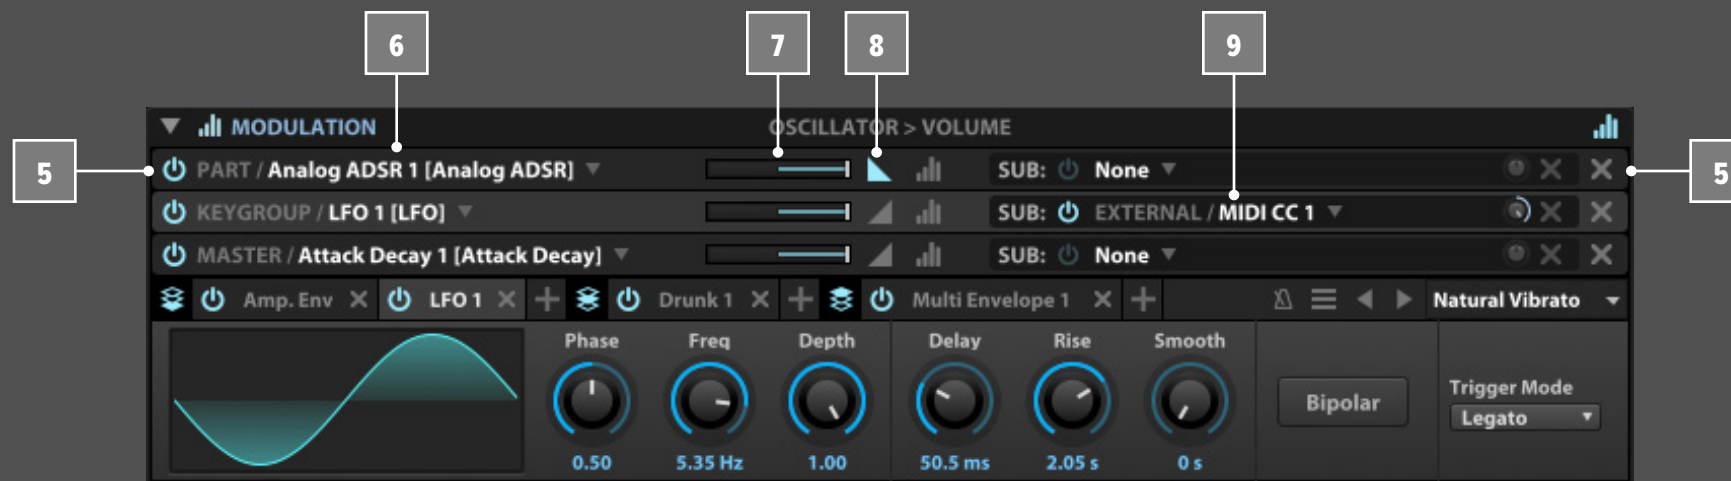 6 7 8 9
MODULATION OSCILLATOR > VOLUME
5 PART / Analog ADSR 1 [Analog ADSR] SUB: None 5
KEYGROUP / LFO 1 [LFO] SUB: EXTERNAL / MIDI CC 1
MASTER / Attack Decay 1 [Attack Decay] SUB: None
Amp. Env LFO 1 Drunk 1 Multi Envelope 1 Natural Vibrato
Phase Freq Depth Delay Rise Smooth
Bipolar Trigger Mode
Legato
0.50 5.35 Hz 1.00 50.5 ms 2.05 s 0 s